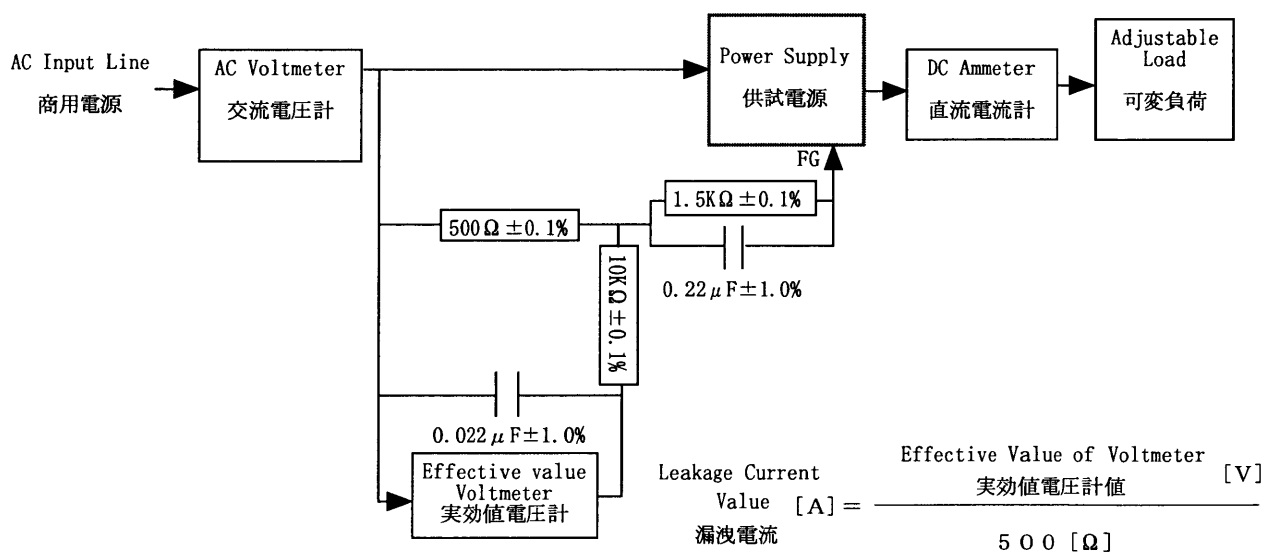 AC Input Line
商用電源
AC Voltmeter
交流電圧計
Power Supply
供試電源
DC Ammeter
直流電流計
Adjustable
Load
可変負荷
FG
1.5KΩ±0.1%
500Ω±0.1%
0.22μF±1.0%
10KΩ±0.1%
0.022μF±1.0%
Effective value
Voltmeter
実効値電圧計
Leakage Current
Value [A]=
漏洩電流
Effective Value of Voltmeter
実効値電圧計値 [V]
500[Ω]